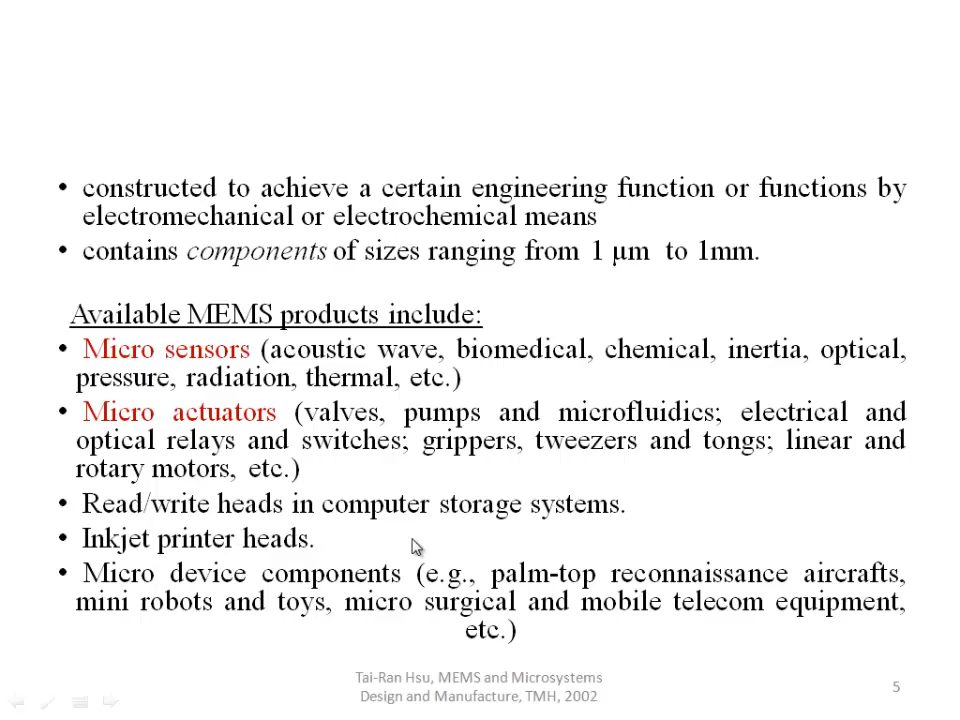 • constructed to achieve a certain engineering function or functions by
electromechanical or electrochemical means
• contains components of sizes ranging from 1 µm to 1mm.
Available MEMS products include:
• Micro sensors (acoustic wave, biomedical, chemical, inertia, optical,
pressure, radiation, thermal, etc.)
• Micro actuators (valves, pumps and microfluidics; electrical and
optical relays and switches; grippers, tweezers and tongs; linear and
rotary motors, etc.)
• Read/write heads in computer storage systems.
• Inkjet printer heads.
• Micro device components (e.g., palm-top reconnaissance aircrafts,
mini robots and toys, micro surgical and mobile telecom equipment,
etc.)
Tai-Ran Hsu, MEMS and Microsystems
Design and Manufacture, TMH, 2002
5